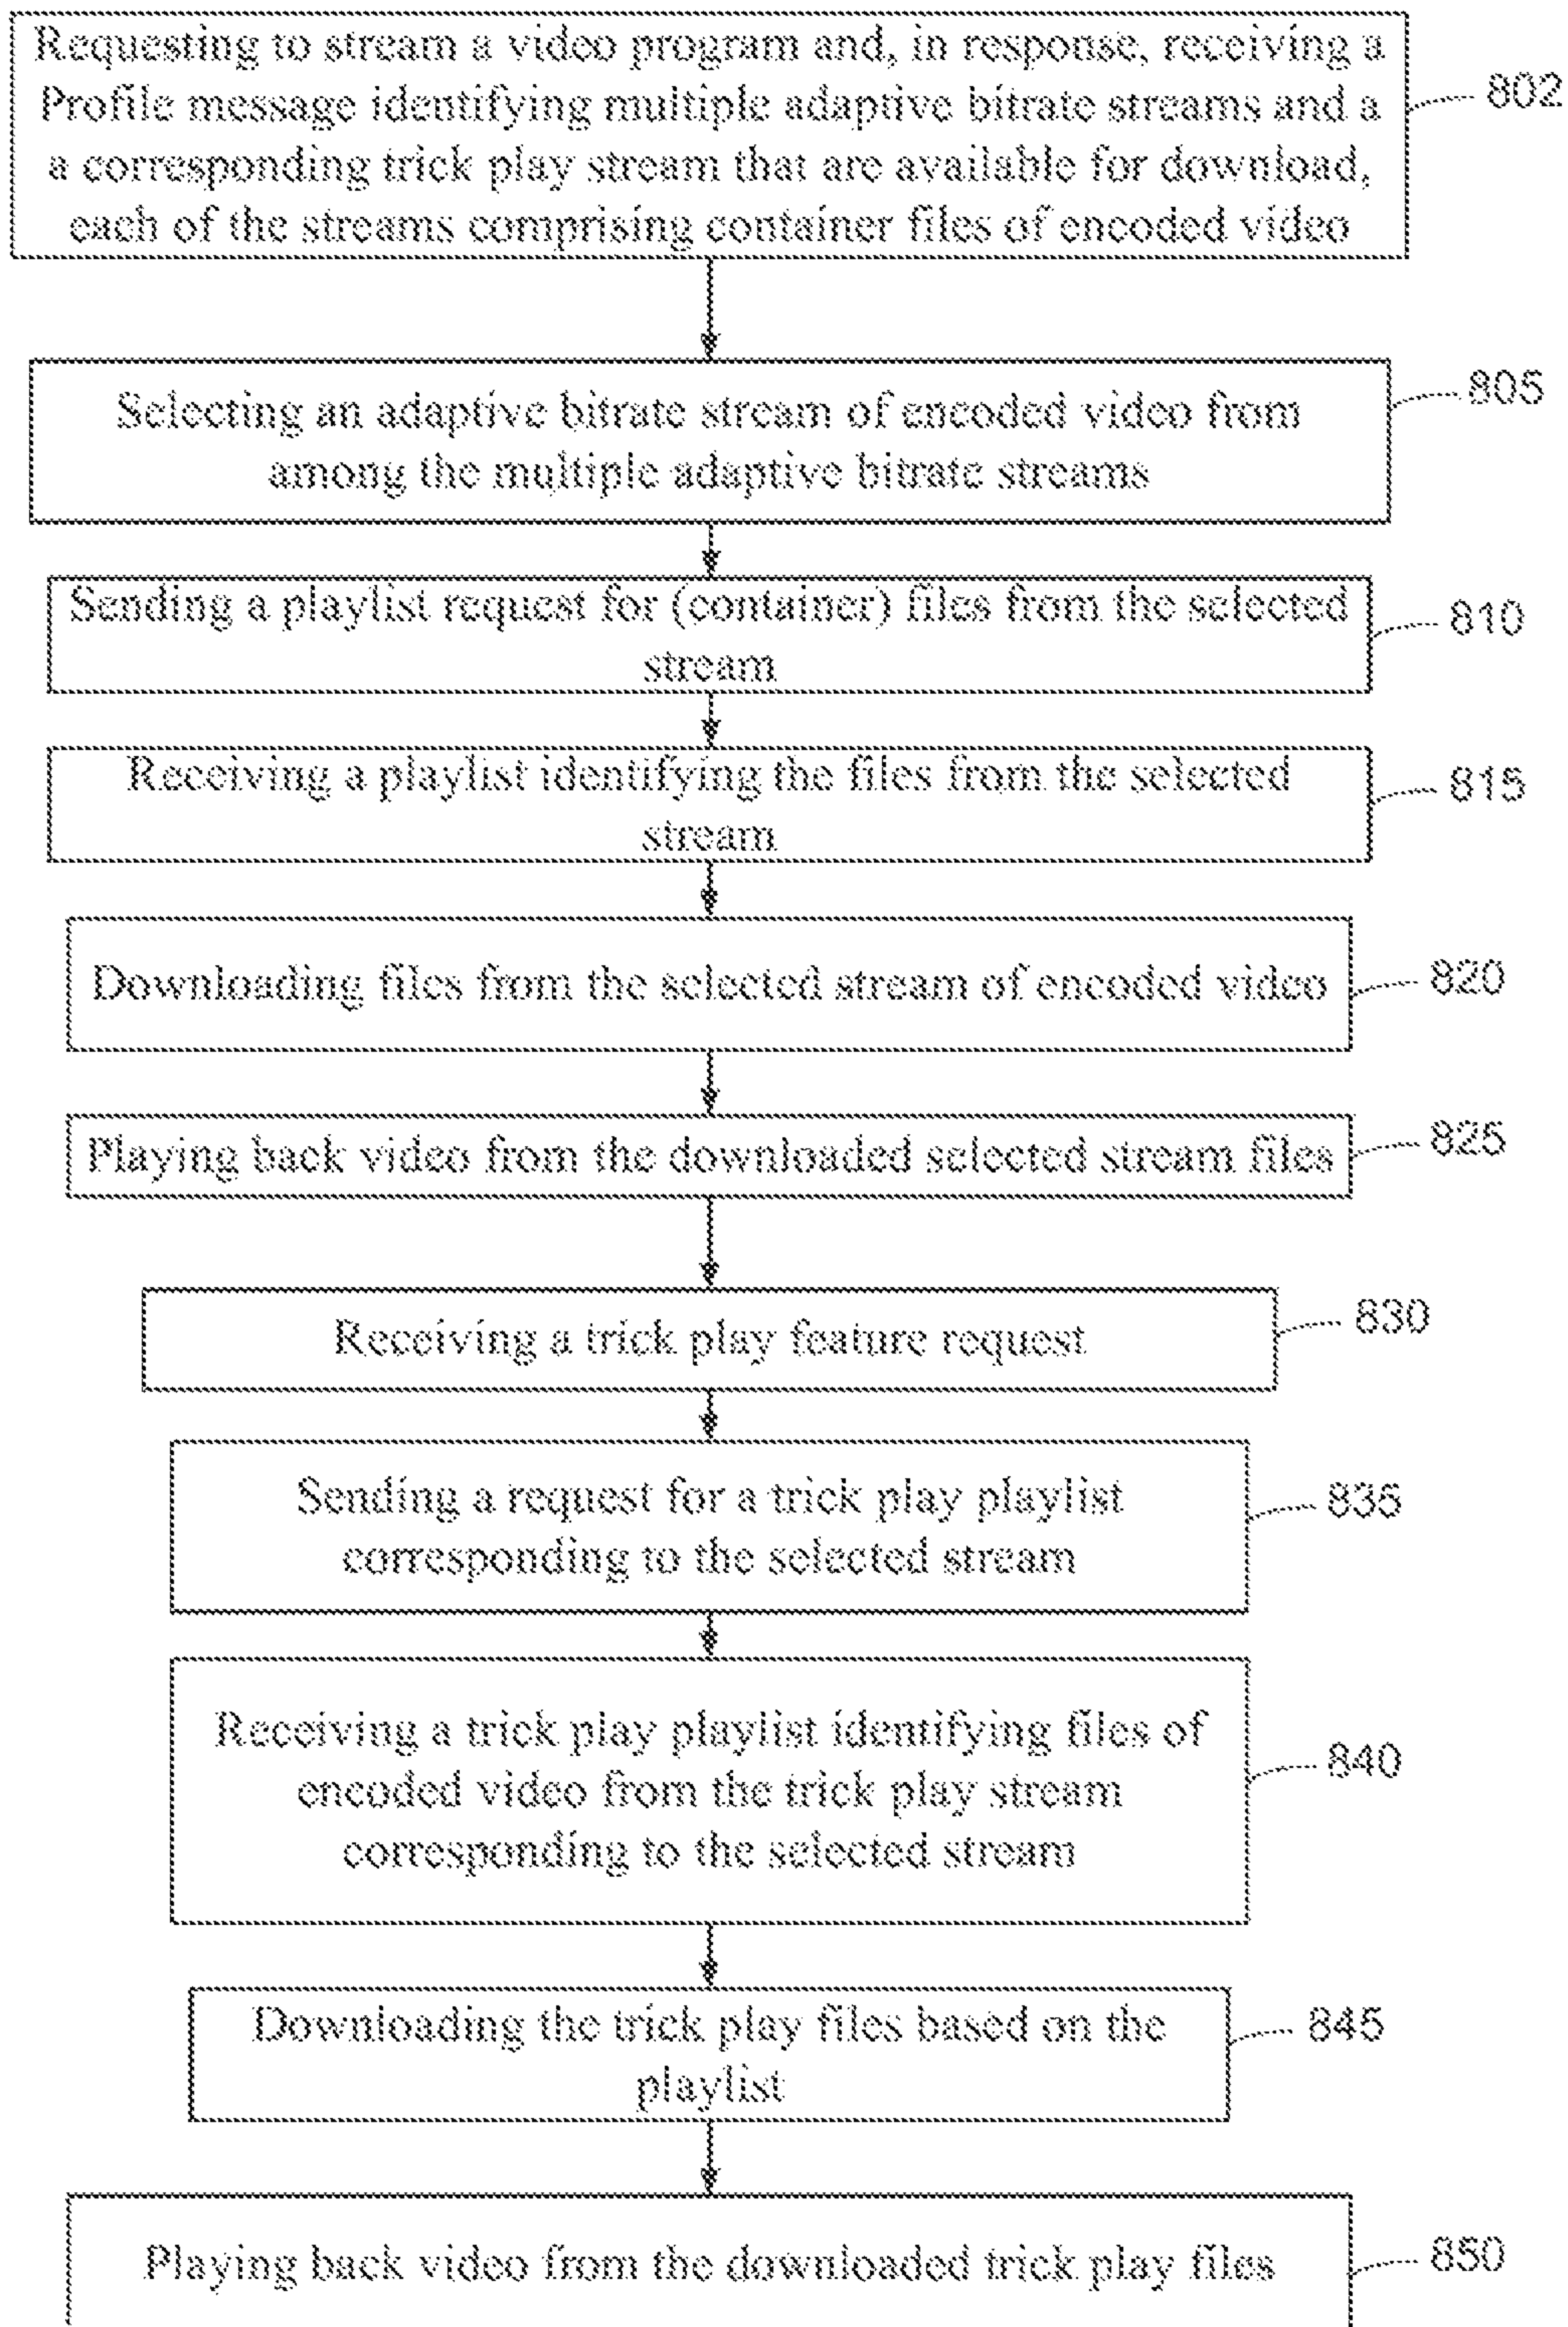 Requesting to stream a video program and, in response, receiving a
802
Profile message identifying multiple adaptive bitrate streams and a
a corresponding trick play stream that are available for download,
each of the streams comprising container files of encoded video
Selecting an adaptive bitrate stream of encoded video from
805
among the multiple adaptive bitrate streams
Sending a playlist request for (container) files from the selected
810
stream
Receiving a playlist identifying the files from the selected
815
stream
Downloading files from the selected stream of encoded video
820
Playing back video from the downloaded selected stream files
825
Receiving a trick play feature request
830
Sending a request for a trick play playlist
835
corresponding to the selected stream
Receiving a trick play playlist identifying files of
encoded video from the trick play stream
840
corresponding to the selected stream
Downloading the trick play files based on the
845
playlist
Playing back video from the downloaded trick play files
850